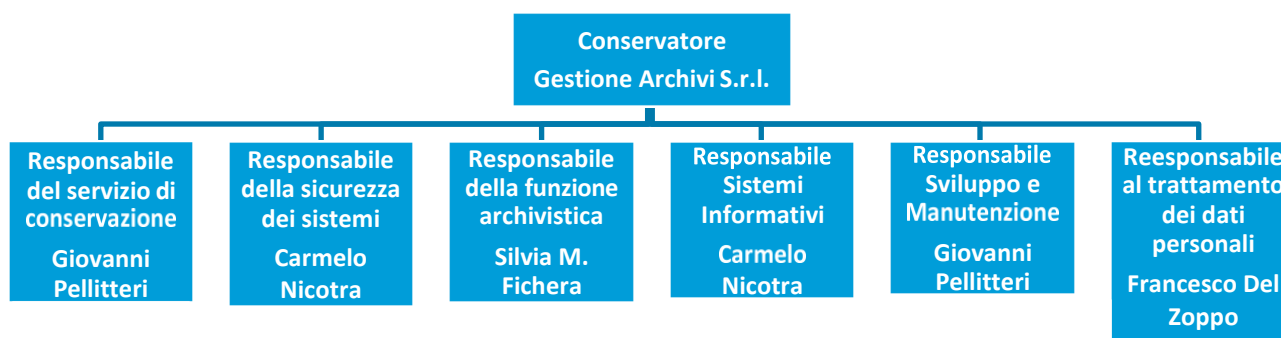 Conservatore
Gestione Archivi S.r.l.
Responsabile
del servizio di
conservazione
Giovanni
Pellitteri
Responsabile
della sicurezza
dei sistemi
Carmelo
Nicotra
Responsabile
della funzione
archivistica
Silvia M.
Fichera
Responsabile
Sistemi
Informativi
Carmelo
Nicotra
Responsabile
Sviluppo e
Manutenzione
Giovanni
Pellitteri
Reesponsabile
al trattamento
dei dati
personali
Francesco Del
Zoppo